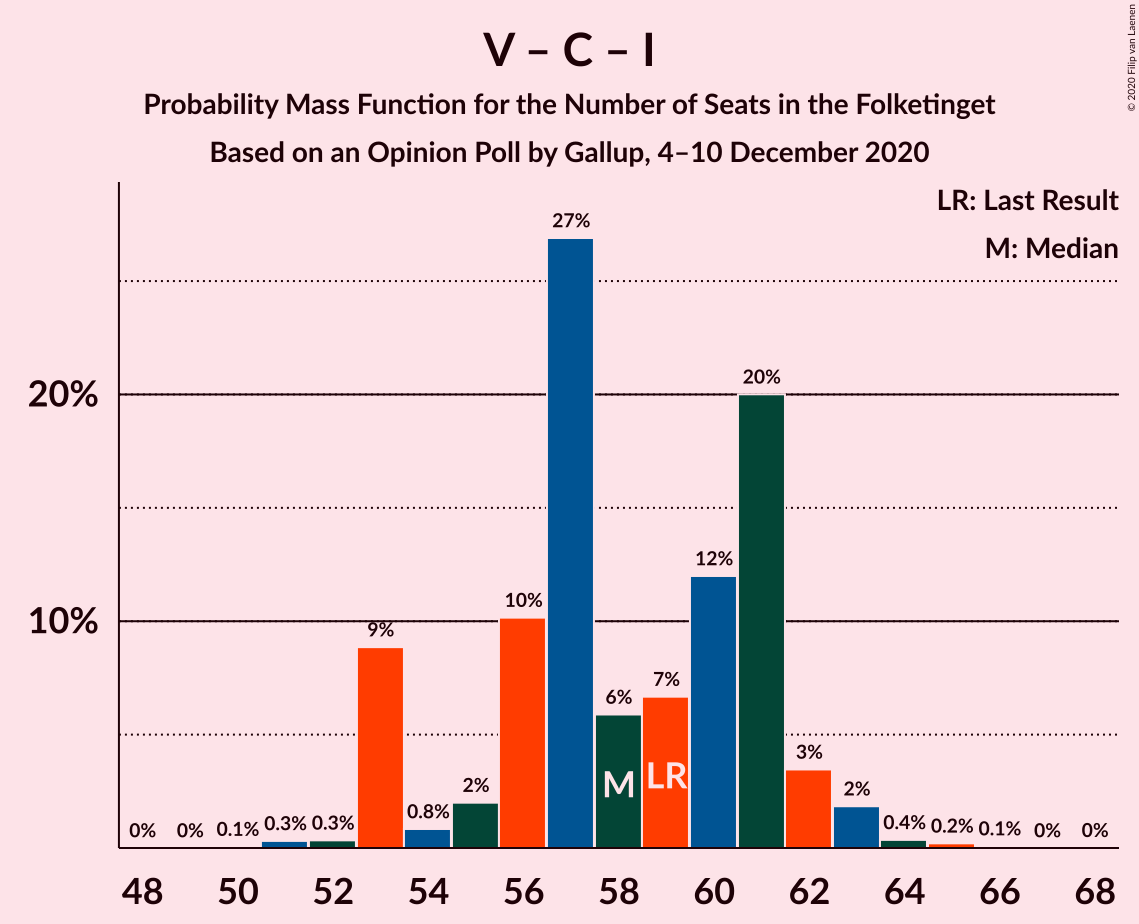 V – C – I
Probability Mass Function for the Number of Seats in the Folketinget
Based on an Opinion Poll by Gallup, 4–10 December 2020
© 2020 Filip van Laenen
LR: Last Result
M: Median
20%
10%
0%
0%
0.1%
0.3%
0.3%
9%
0.8%
2%
10%
27%
6%
7%
12%
20%
3%
2%
0.4%
0.2%
0.1%
0%
0%
M
LR
48 50 52 54 56 58 60 62 64 66 68